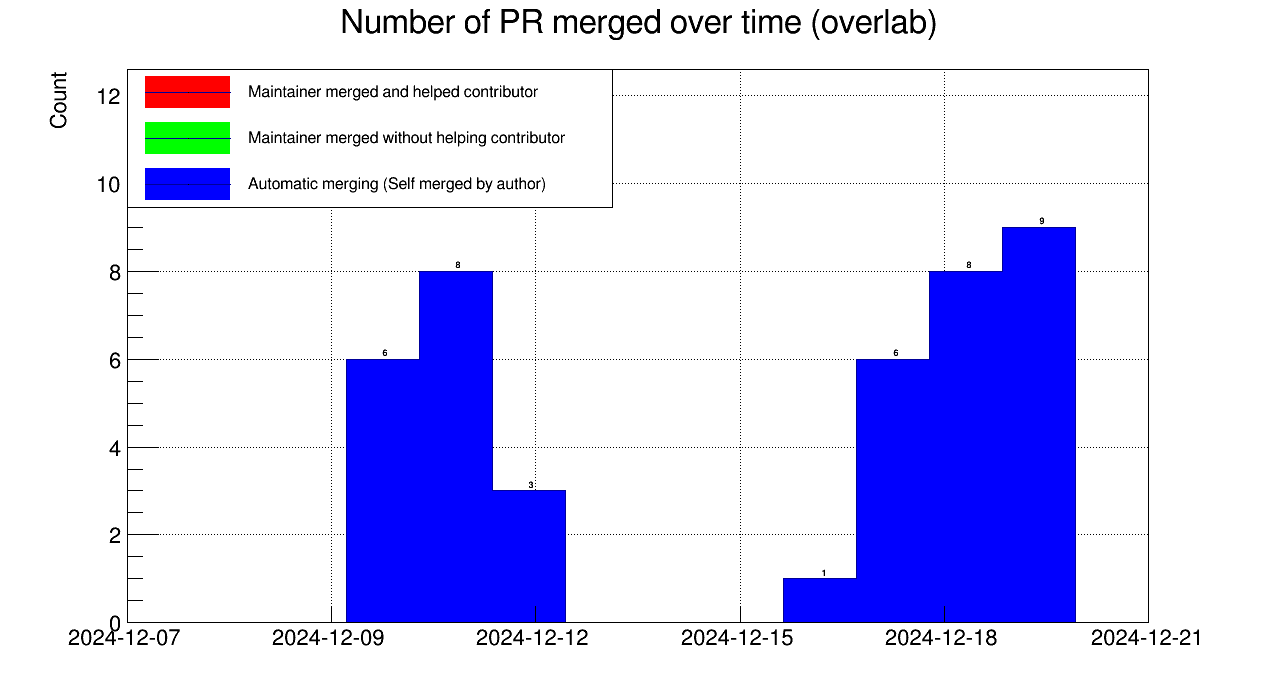 Number of PR merged over time (overlab)
Count
Maintainer merged and helped contributor
Maintainer merged without helping contributor
Automatic merging (Self merged by author)
12
10
8
6
4
2
0
6
8
3
1
6
8
9
2024-12-07 2024-12-09 2024-12-12 2024-12-15 2024-12-18 2024-12-21